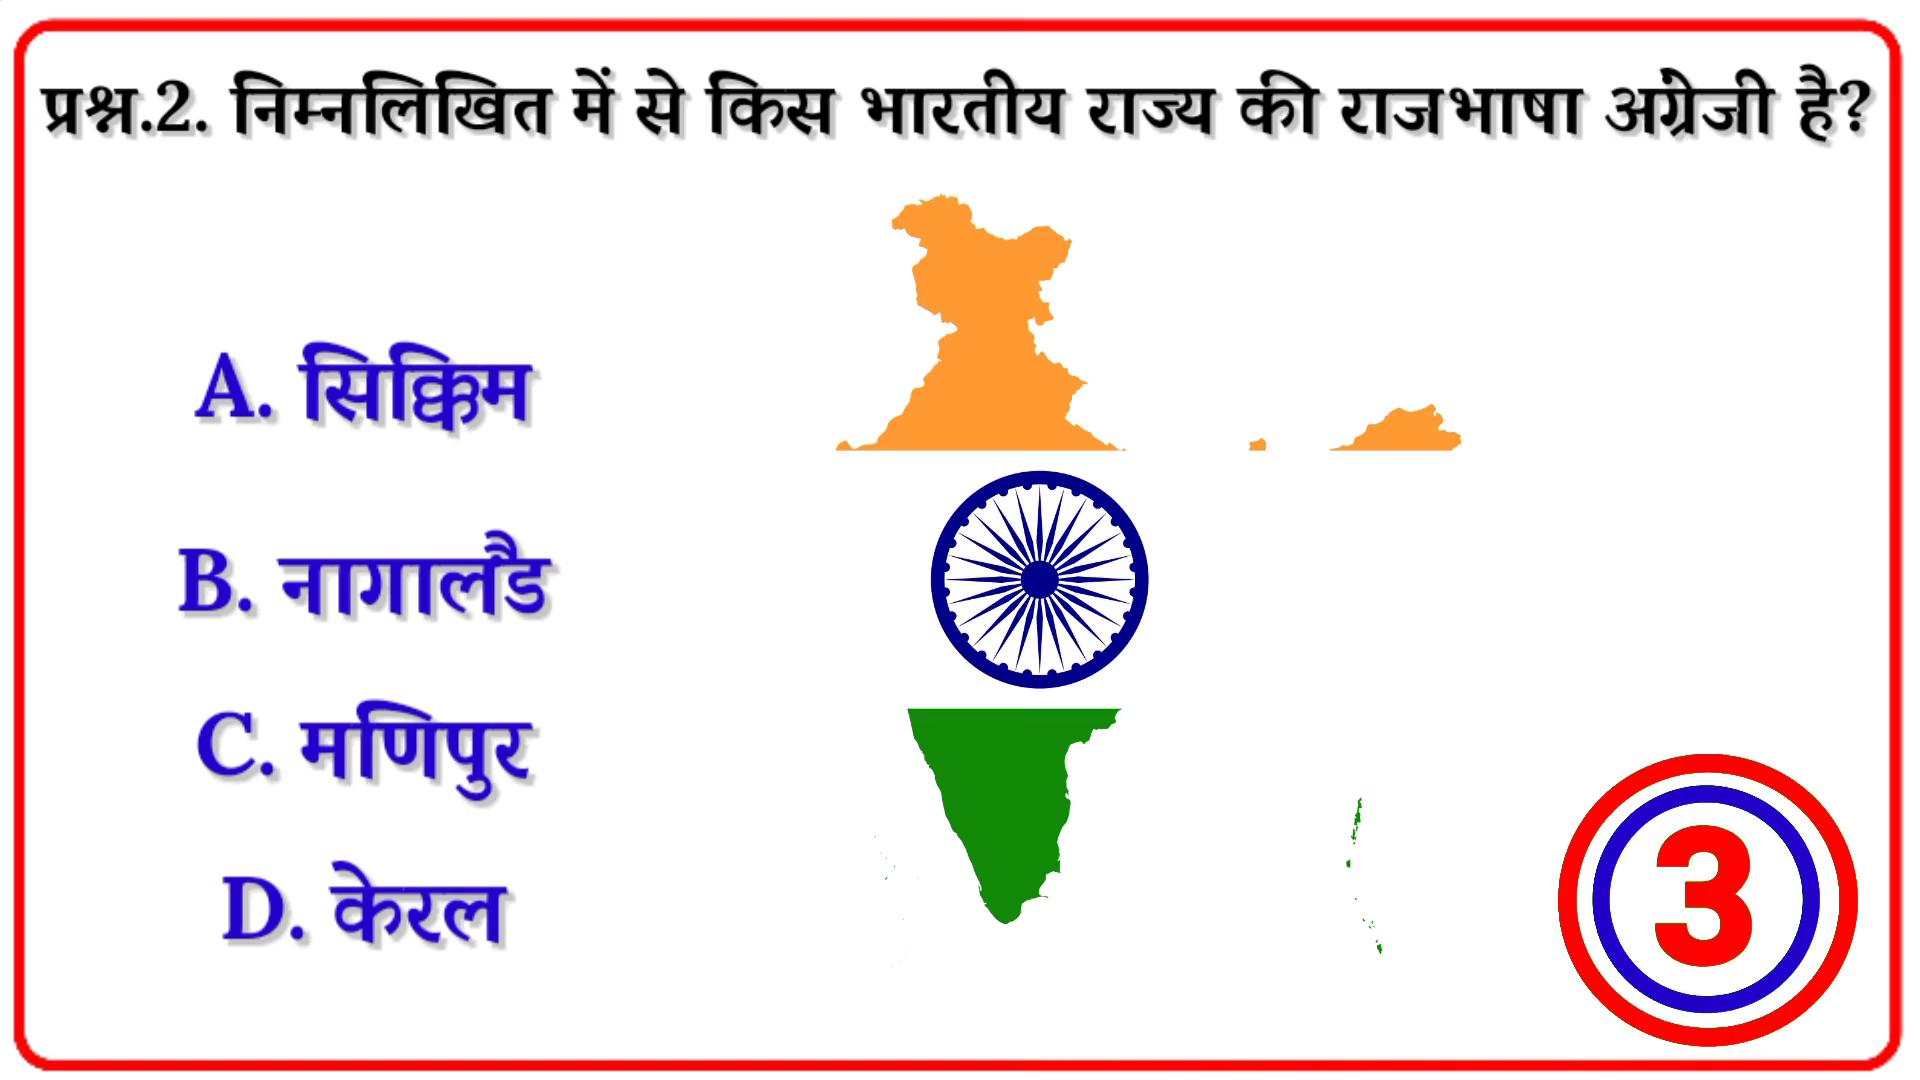 प्रश्न.2. निम्नलिखित में से किस भारतीय राज्य की राजभाषा अंग्रेजी है?
A. सिक्किम
B. नागालैंड
C. मणिपुर
D. केरल
3